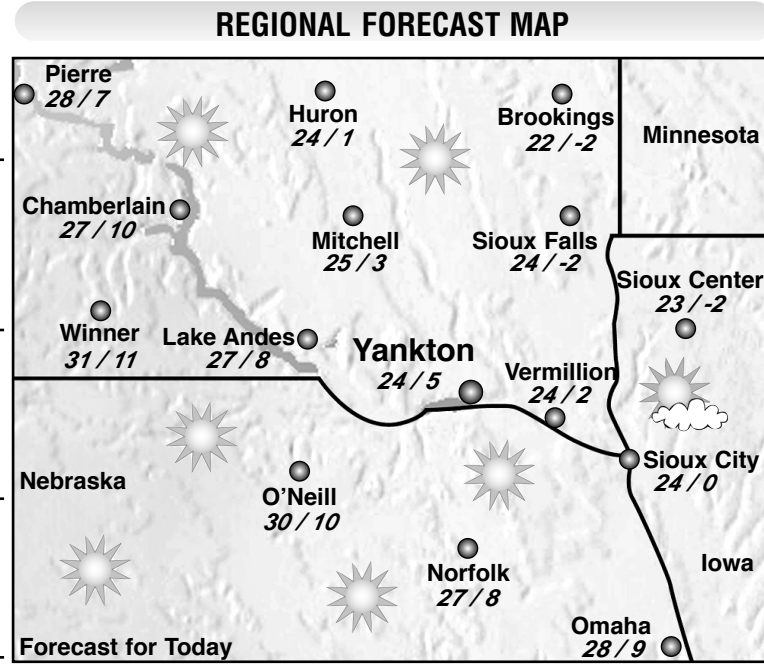 REGIONAL FORECAST MAP
Pierre
28 / 7
Huron
24 / 1
Brookings
22 / -2
Minnesota
Chamberlain
27 / 10
Mitchell
25 / 3
Sioux Falls
24 / -2
Sioux Center
23 / -2
Winner
31 / 11
Lake Andes
27 / 8
Yankton
24 / 5
Vermillion
24 / 2
Nebraska
O'Neill
30 / 10
Sioux City
24 / 0
Norfolk
27 / 8
Iowa
Omaha
28 / 9
Forecast for Today